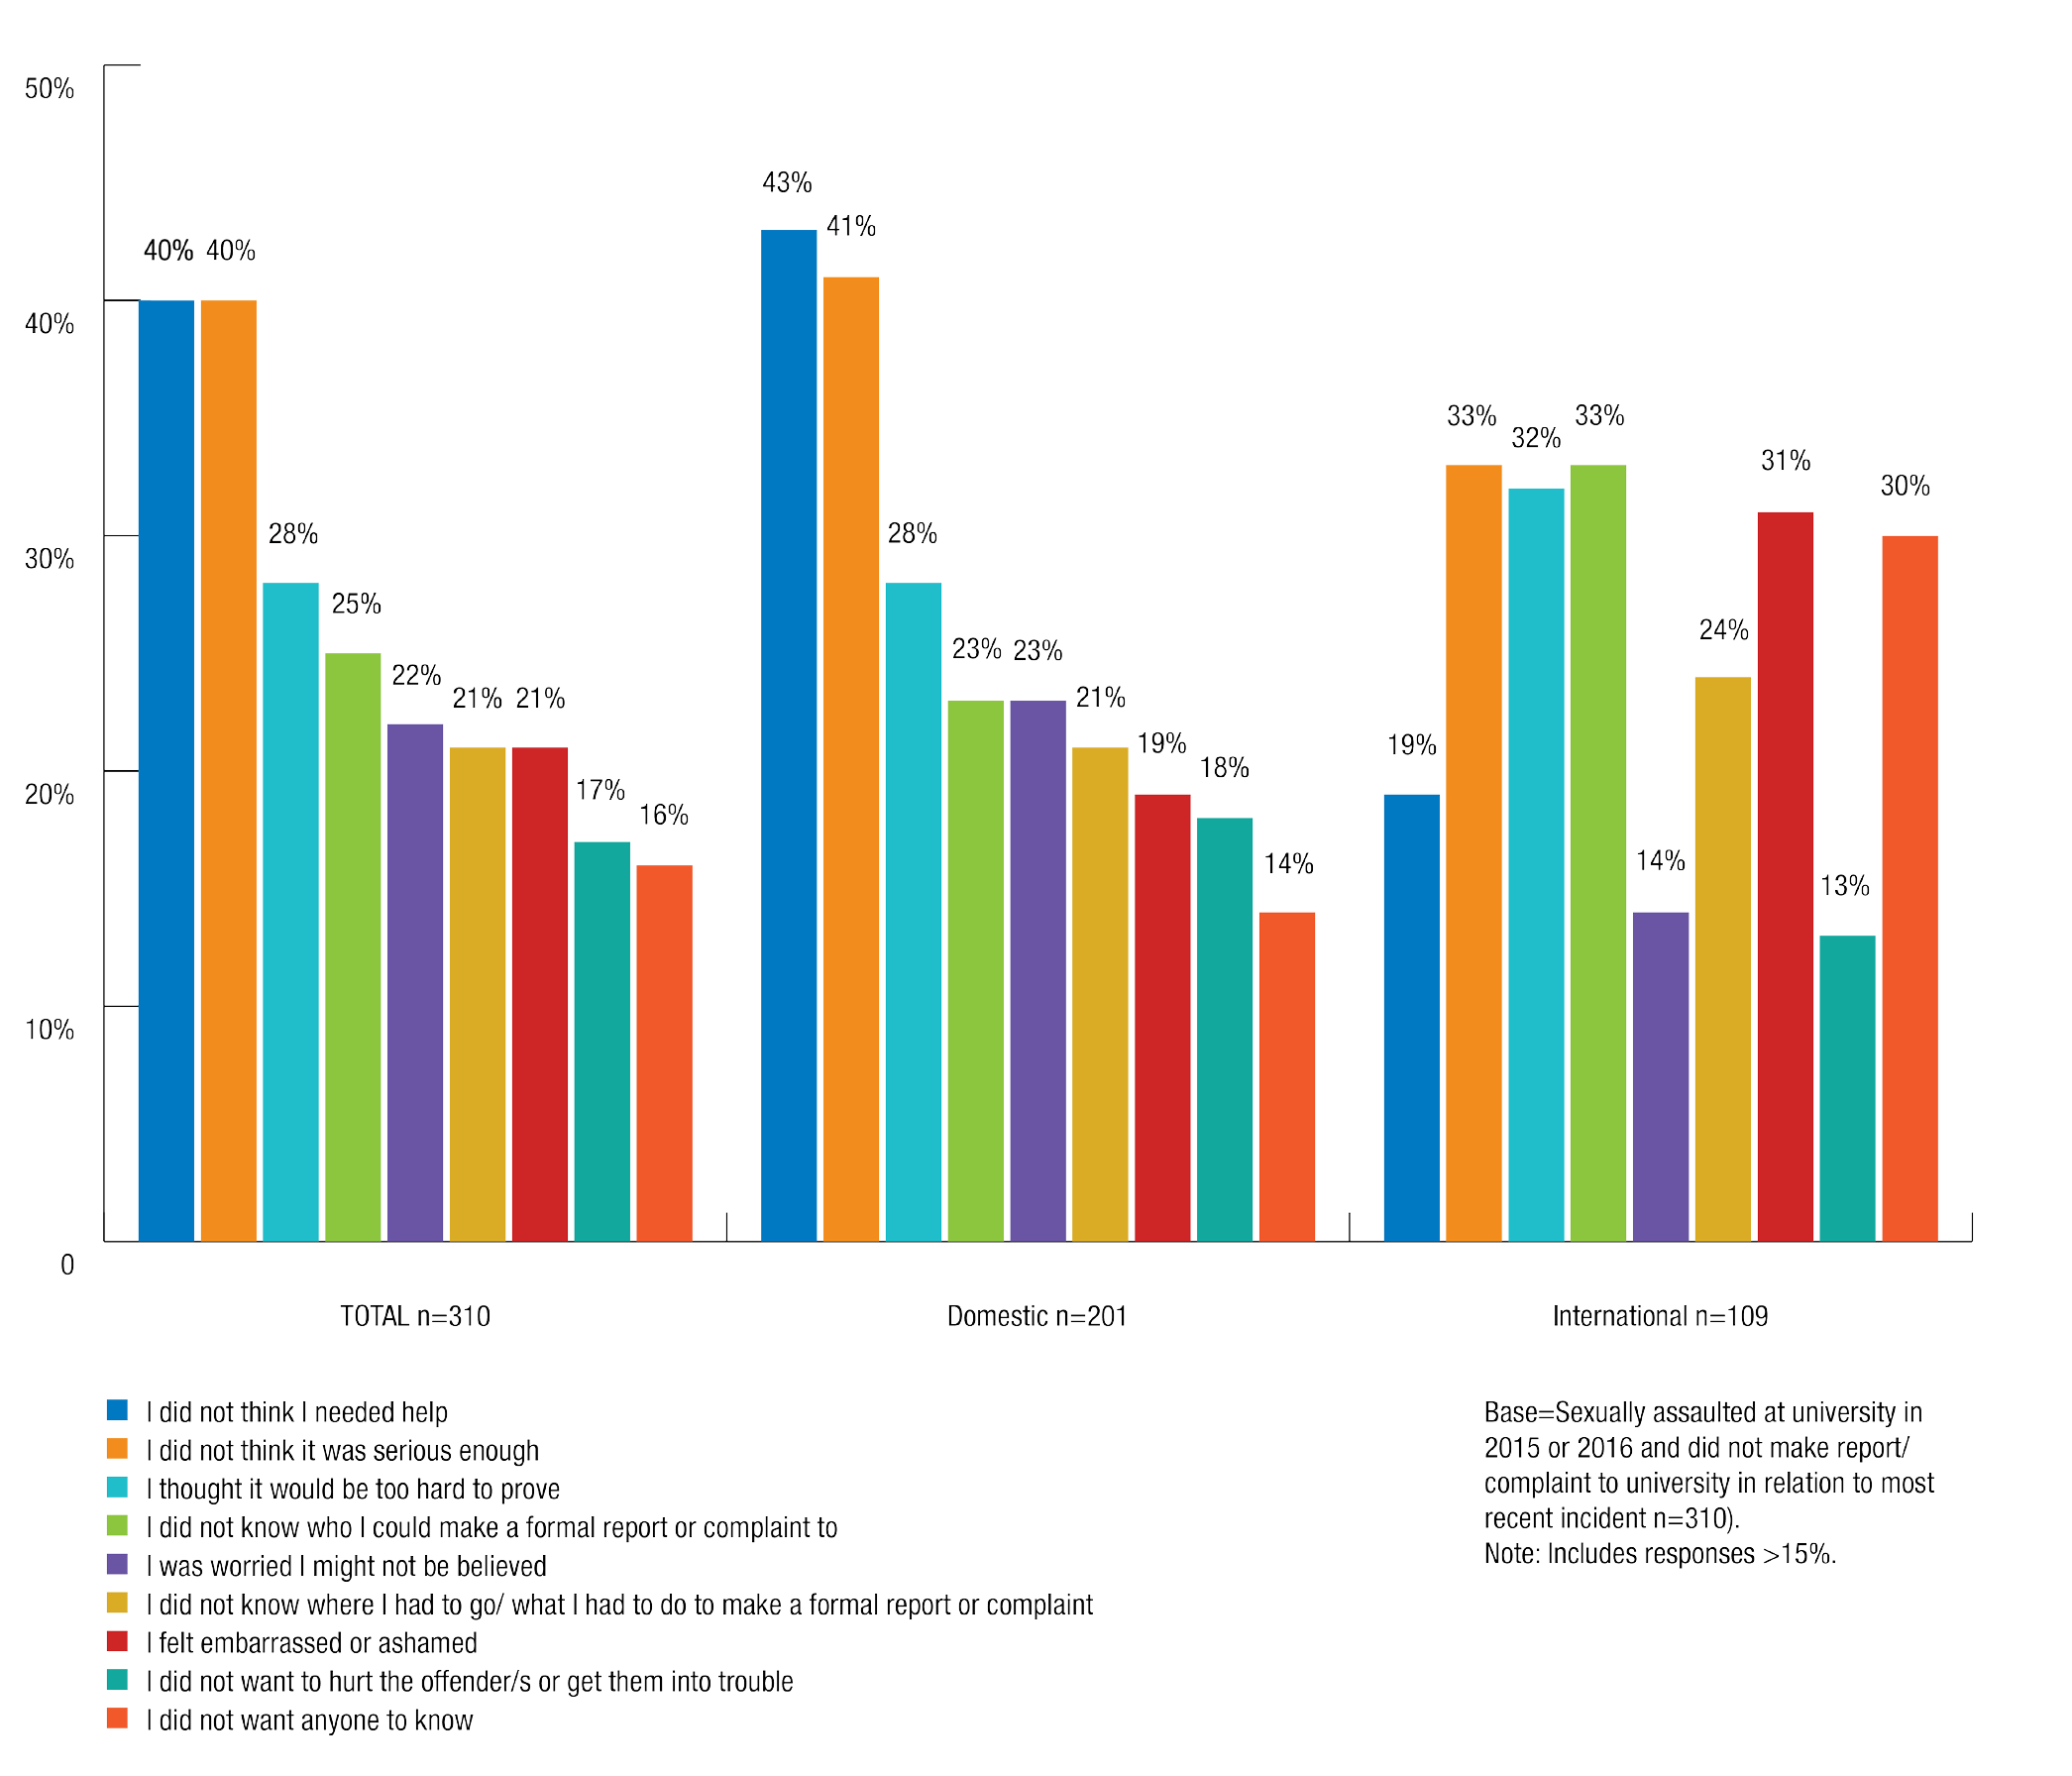 50%
40%
30%
20%
10%
0
40% 40% 28% 25% 22% 21% 21% 17% 16%
43% 41% 28% 23% 23% 21% 19% 18% 14%
19% 33% 32% 33% 14% 24% 31% 13% 30%
TOTAL n=310
Domestic n=201
International n=109
I did not think I needed help
I did not think it was serious enough
I thought it would be too hard to prove
I did not know who I could make a formal report or complaint to
I was worried I might not be believed
I did not know where I had to go/ what I had to do to make a formal report or complaint
I felt embarrassed or ashamed
I did not want to hurt the offender/s or get them into trouble
I did not want anyone to know
Base=Sexually assaulted at university in
2015 or 2016 and did not make report/
complaint to university in relation to most
recent incident n=310).
Note: Includes responses >15%.